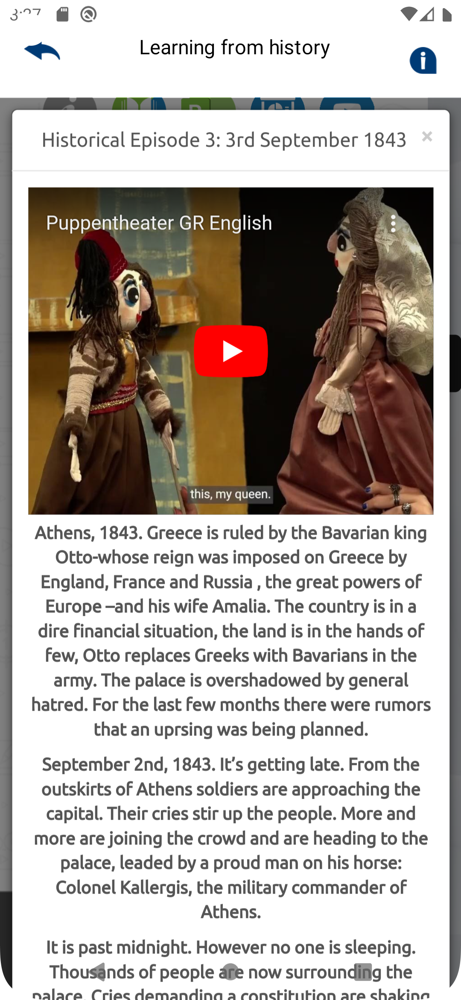 Learning from history
Historical Episode 3: 3rd September 1843 ×
Puppentheater GR English
this, my queen.
Athens, 1843. Greece is ruled by the Bavarian king
Otto-whose reign was imposed on Greece by
England, France and Russia , the great powers of
Europe –and his wife Amalia. The country is in a
dire financial situation, the land is in the hands of
few, Otto replaces Greeks with Bavarians in the
army. The palace is overshadowed by general
hatred. For the last few months there were rumors
that an uprsing was being planned.
September 2nd, 1843. It’s getting late. From the
outskirts of Athens soldiers are approaching the
capital. Their cries stir up the people. More and
more are joining the crowd and are heading to the
palace, leaded by a proud man on his horse:
Colonel Kallergis, the military commander of
Athens.
It is past midnight. However no one is sleeping.
Thousands of people are now surrounding the
palace. Cries demanding a constitution are shaking